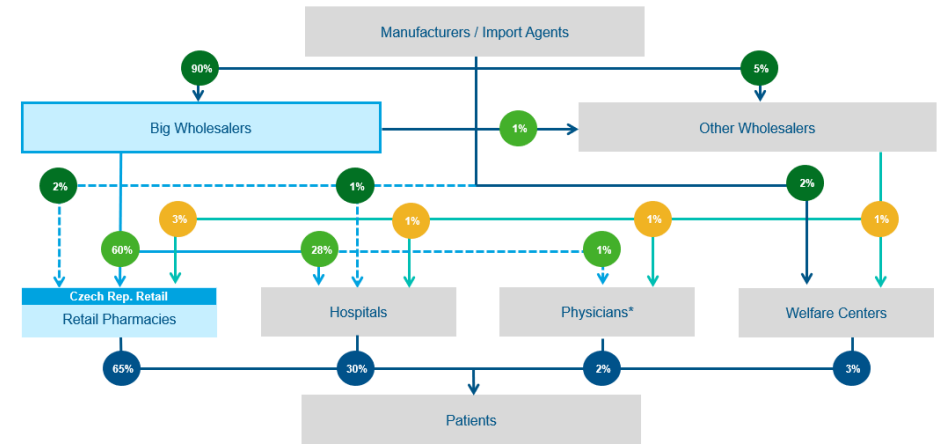 Manufacturers / Import Agents
90%
5%
Big Wholesalers
1%
Other Wholesalers
2%
1%
2%
3%
1%
1%
1%
60%
28%
1%
Czech Rep. Retail
Retail Pharmacies
Hospitals
Physicians*
Welfare Centers
65%
30%
2%
3%
Patients